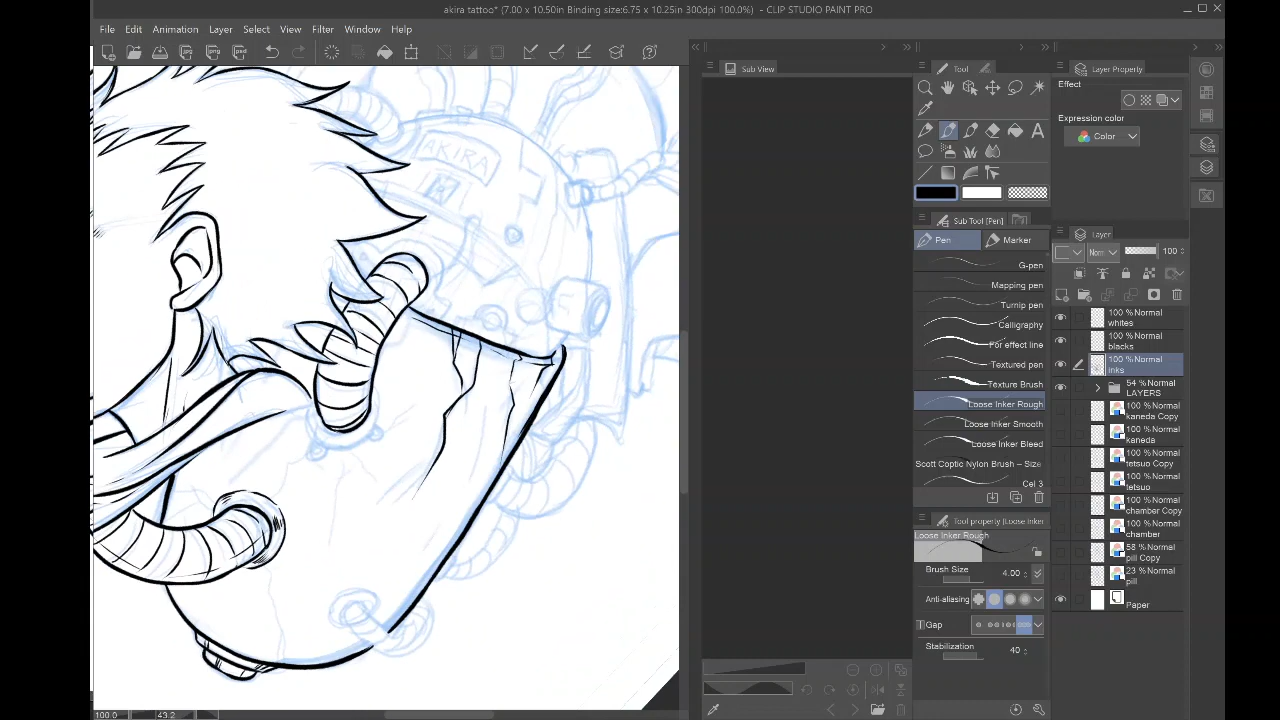 akira tattoo* (7.00 x 10.50in Binding size:6.75 x 10.25in 300dpi 100.0%) - CLIP STUDIO PAINT PRO
File Edit Animation Layer Select View Filter Window Help
Sub View
Tool
Layer Property
Effect
Expression color
Color
AKIRA
Sub Tool [Pen]
Pen
Marker
G-pen
Mapping pen
Turnip pen
Calligraphy
For effect line
Textured pen
Texture Brush
Loose Inker Rough
Loose Inker Smooth
Loose Inker Bleed
Scott Coptic Nylon Brush – Size
Cel 3
Tool property [Loose Inker
Loose Inker Rough
Brush Size 4.00
Anti-aliasing
Gap
Stabilization 40
Layer
Norm 100
100 %Normal
whites
100 %Normal
blacks
100 %Normal
inks
54 %Normal
LAYERS
100 %Normal
kaneda Copy
100 %Normal
kaneda
100 %Normal
tetsuo Copy
100 %Normal
tetsuo
100 %Normal
chamber Copy
100 %Normal
chamber
58 %Normal
pill Copy
23 %Normal
pill
Paper
100.0 43.2